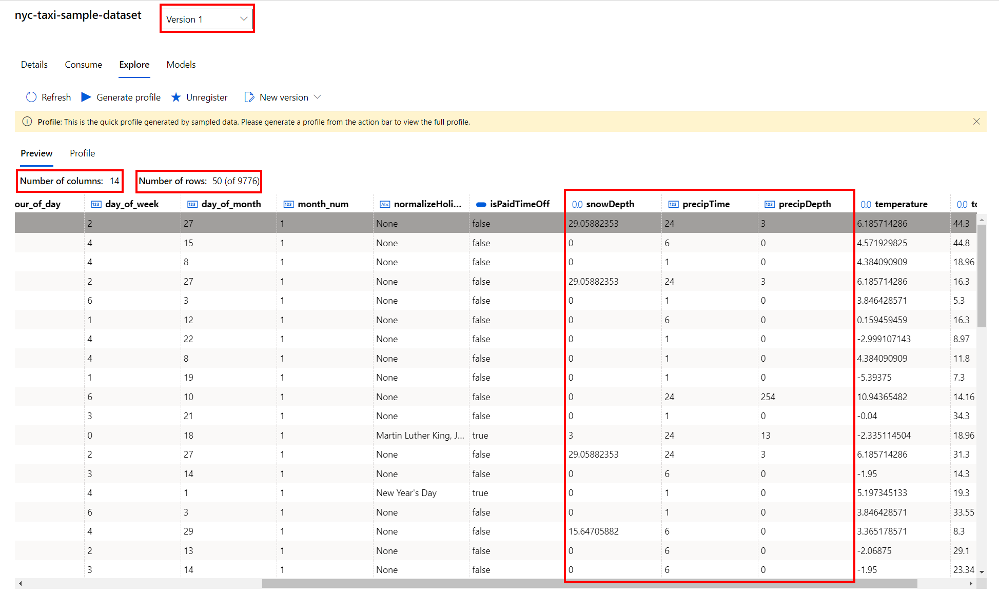 nyc-taxi-sample-dataset Version 1
Details Consume Explore Models
Refresh Generate profile Unregister New version
Profile: This is the quick profile generated by sampled data. Please generate a profile from the action bar to view the full profile.
Preview Profile
Number of columns: 14 Number of rows: 50 (of 9776)
our_of_day 123 day_of_week 123 day_of_month 123 month_num Abc normalizeHoli... isPaidTimeOff 0.0 snowDepth 123 precipTime 123 precipDepth 0.0 temperature 0.0 to
2 27 1 None false 29.05882353 24 3 6.185714286 44.3
4 15 1 None false 0 6 0 4.571929825 44.8
4 8 1 None false 0 1 0 4.384090909 18.96
2 27 1 None false 29.05882353 24 3 6.185714286 16.3
6 3 1 None false 0 1 0 3.846428571 5.3
1 12 1 None false 0 6 0 0.159459459 16.3
4 22 1 None false 0 1 0 -2.999107143 8.97
4 8 1 None false 0 1 0 4.384090909 11.8
1 19 1 None false 0 1 0 -5.39375 7.3
6 10 1 None false 0 24 254 10.94365482 14.16
3 21 1 None false 0 1 0 -0.04 34.3
0 18 1 Martin Luther King, J... true 3 24 13 -2.335114504 18.96
2 27 1 None false 29.05882353 24 3 6.185714286 31.3
3 14 1 None false 0 6 0 -1.95 14.3
4 1 1 New Year's Day true 0 1 0 5.197345133 19.3
6 3 1 None false 0 1 0 3.846428571 33.55
4 29 1 None false 15.64705882 6 0 3.365178571 8.3
2 13 1 None false 0 6 0 -2.06875 29.1
3 14 1 None false 0 6 0 -1.95 23.34